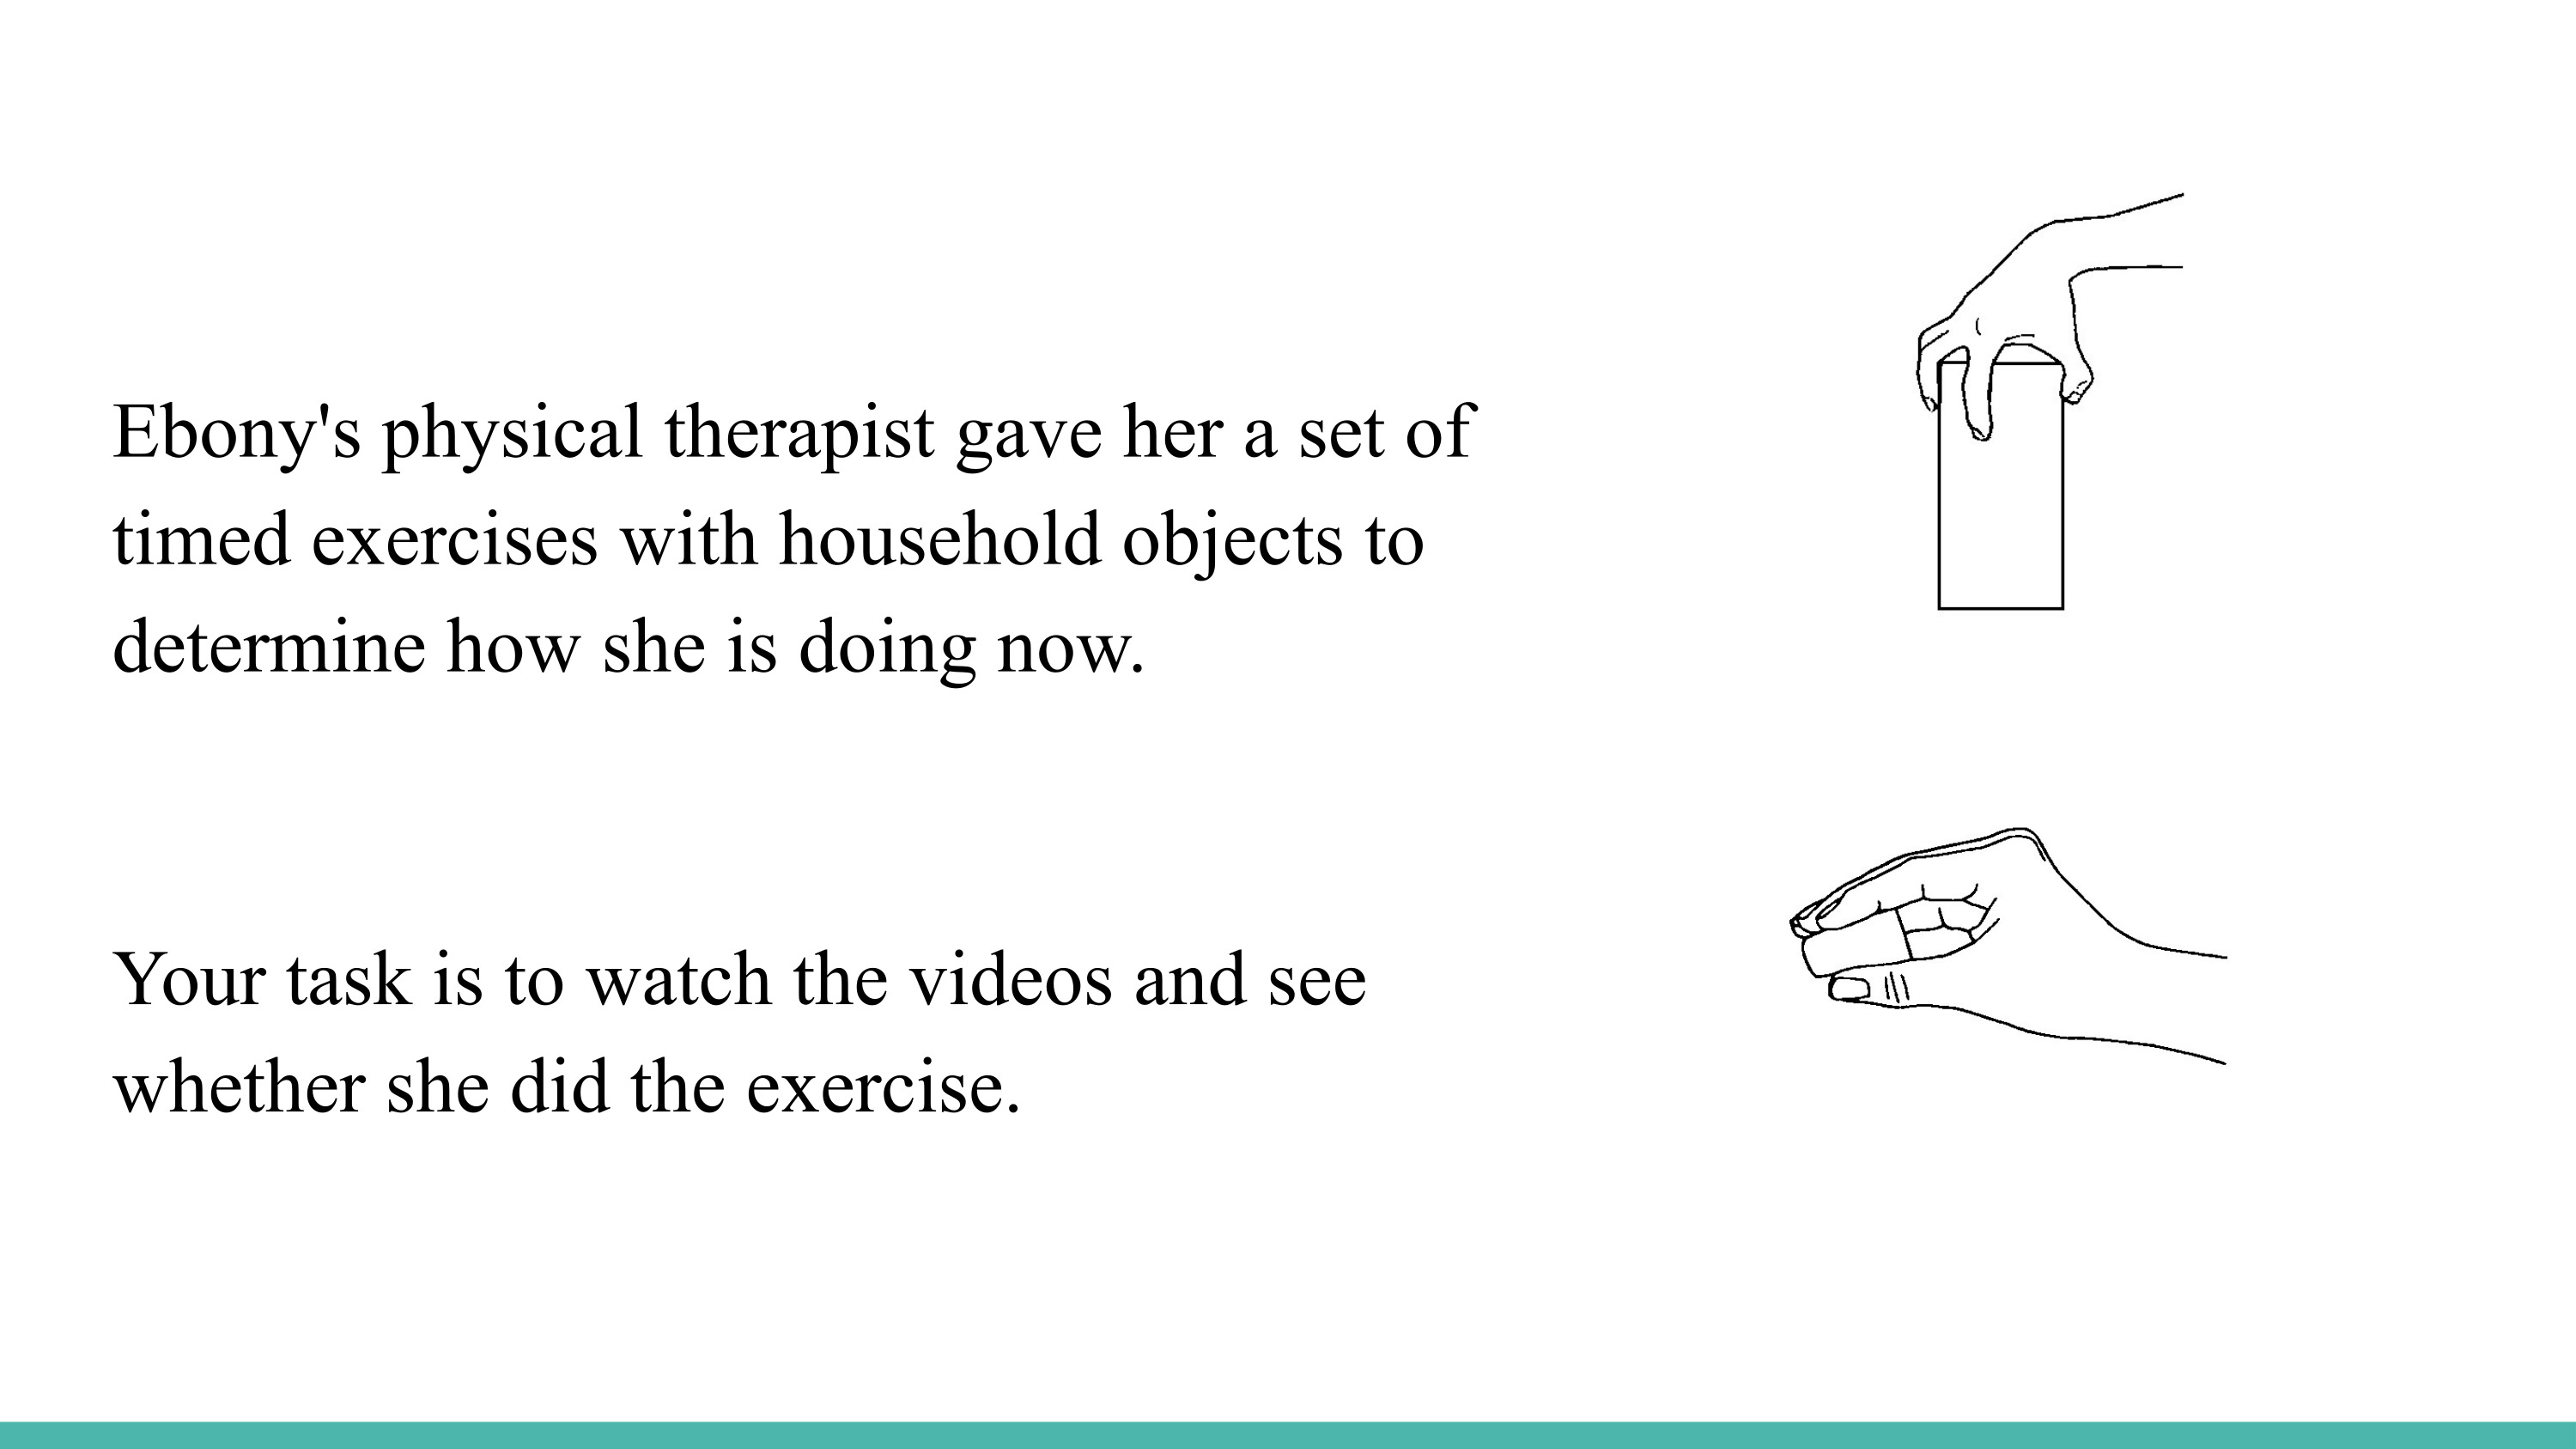 Ebony's physical therapist gave her a set of
timed exercises with household objects to
determine how she is doing now.
Your task is to watch the videos and see
whether she did the exercise.